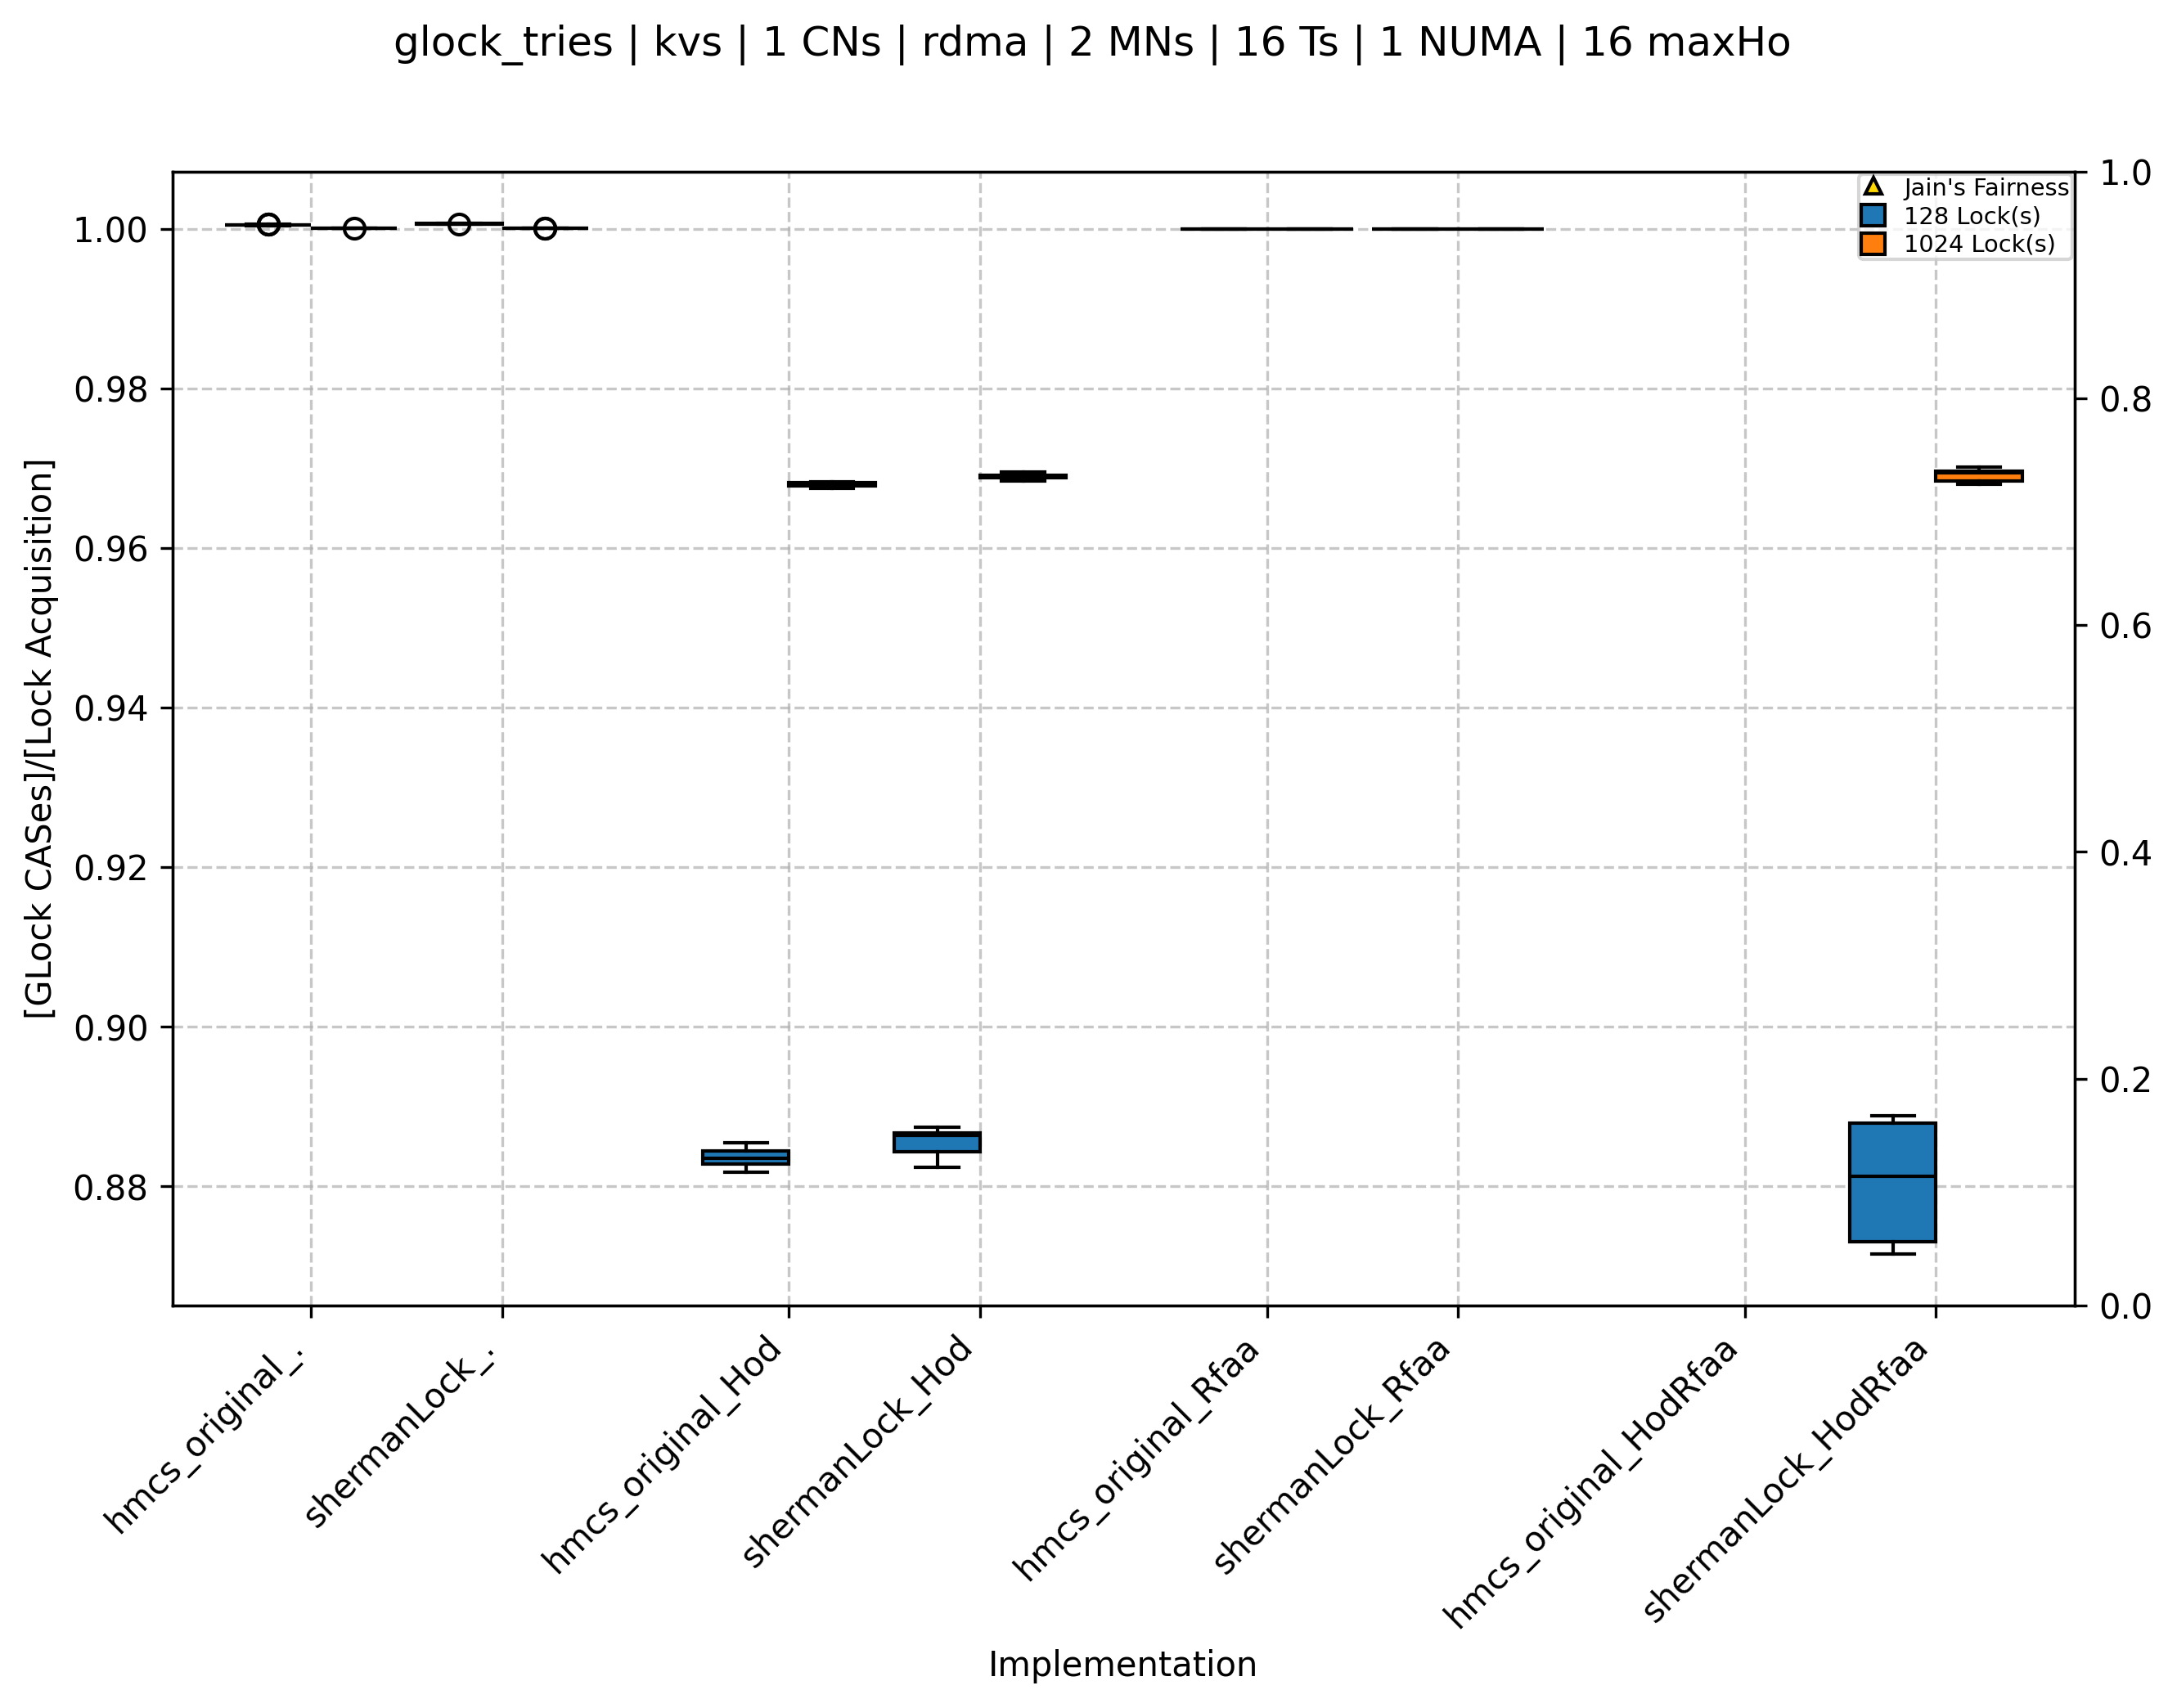 glock_tries | kvs | 1 CNs | rdma | 2 MNs | 16 Ts | 1 NUMA | 16 maxHo
Jain's Fairness
128 Lock(s)
1024 Lock(s)
[GLock CASes]/[Lock Acquisition]
1.00
0.98
0.96
0.94
0.92
0.90
0.88
1.0
0.8
0.6
0.4
0.2
0.0
hmcs_original_.
shermanLock_.
hmcs_original_Hod
shermanLock_Hod
hmcs_original_Rfaa
shermanLock_Rfaa
hmcs_original_HodRfaa
shermanLock_HodRfaa
Implementation